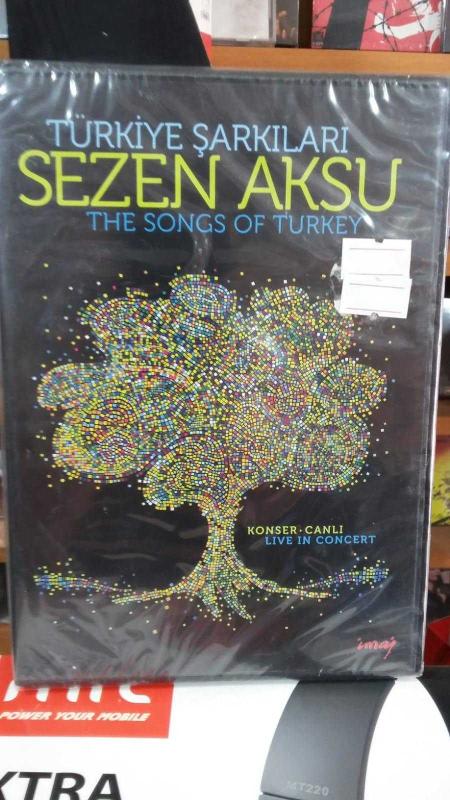 TÜRKİYE ŞARKILARI
SEZEN AKSU
THE SONGS OF TURKEY
KONSER · CANLI
LIVE IN CONCERT
imaj
POWER YOUR MOBILE
XTRA
MT220